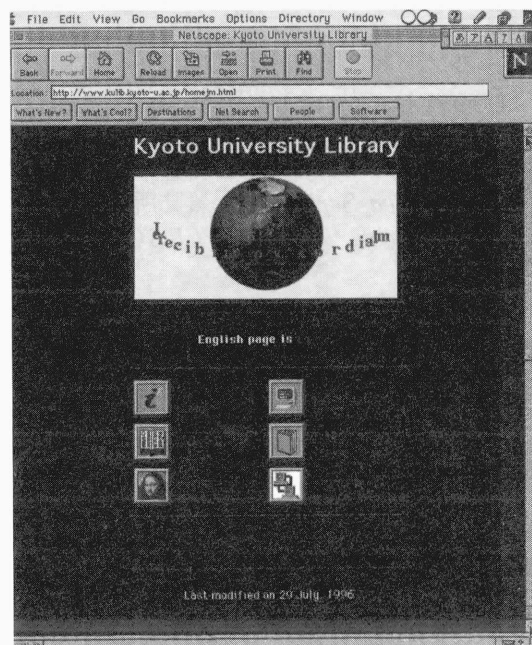 File Edit View Go Bookmarks Options Directory Window
Netscape: Kyoto University Library
Back Forward Home Reload Images Open Print Find Stop
N
Location: http://www.kulib.kyoto-u.ac.jp/homejm.html
What's New? What's Cool? Destinations Net Search People Software
Kyoto University Library
English page is
Last modified on 29 July, 1996